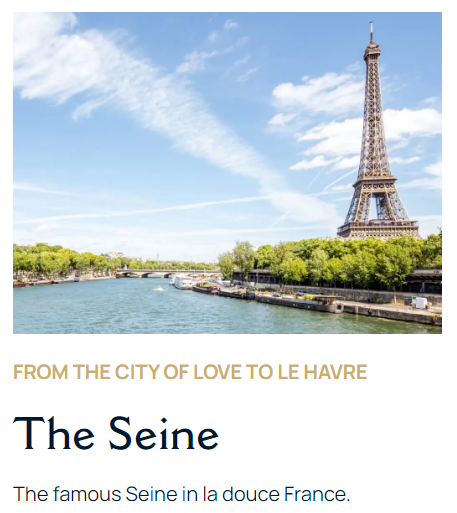 FROM THE CITY OF LOVE TO LE HAVRE
The Seine
The famous Seine in la douce France.